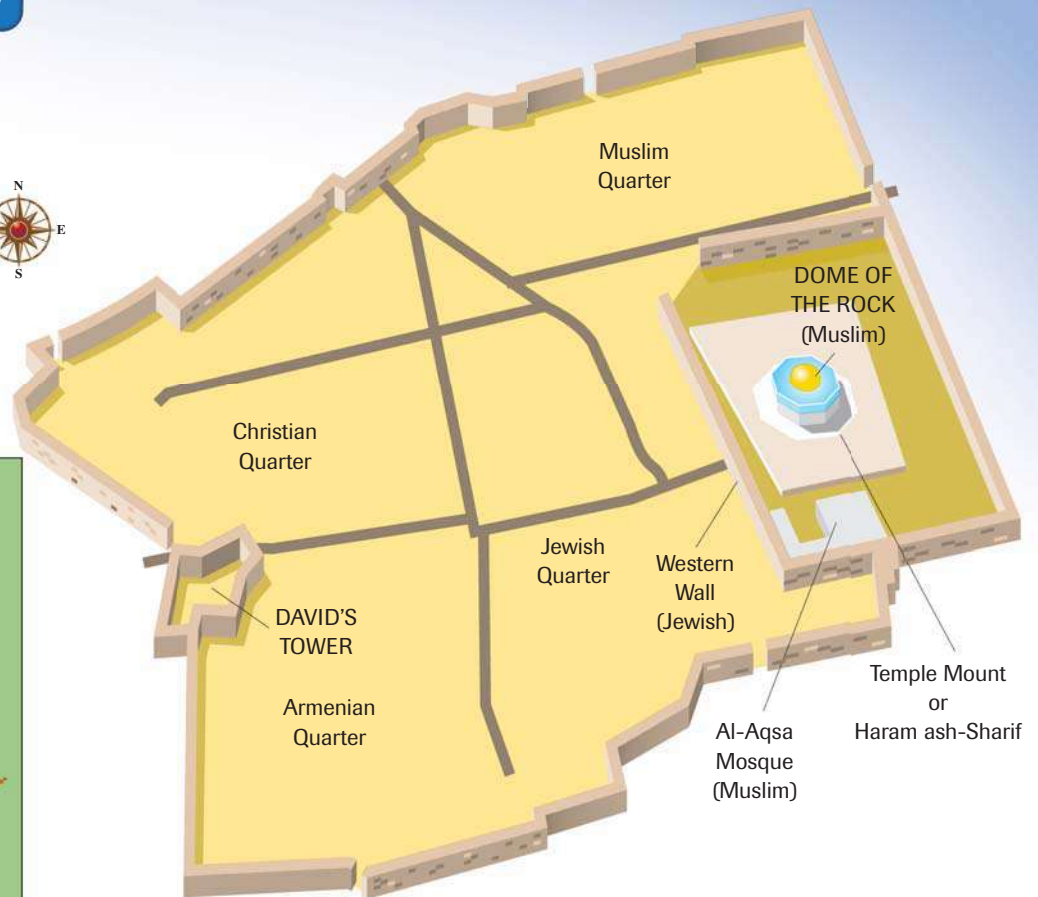 N
E
S
Muslim
Quarter
DOME OF
THE ROCK
(Muslim)
Christian
Quarter
Jewish
Quarter
Western
Wall
(Jewish)
DAVID'S
TOWER
Armenian
Quarter
Temple Mount
or
Haram ash-Sharif
Al-Aqsa
Mosque
(Muslim)